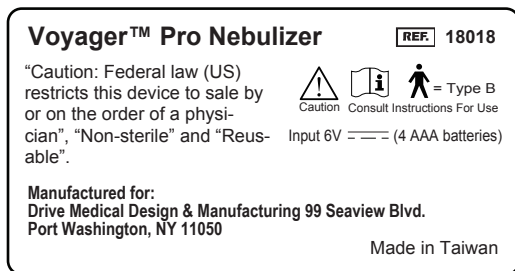 Voyager™ Pro Nebulizer
REF. 18018
“Caution: Federal law (US)
restricts this device to sale by
or on the order of a physi-
cian”, “Non-sterile” and “Reus-
able”.
= Type B
Caution Consult Instructions For Use
Input 6V (4 AAA batteries)
Manufactured for:
Drive Medical Design & Manufacturing 99 Seaview Blvd.
Port Washington, NY 11050
Made in Taiwan